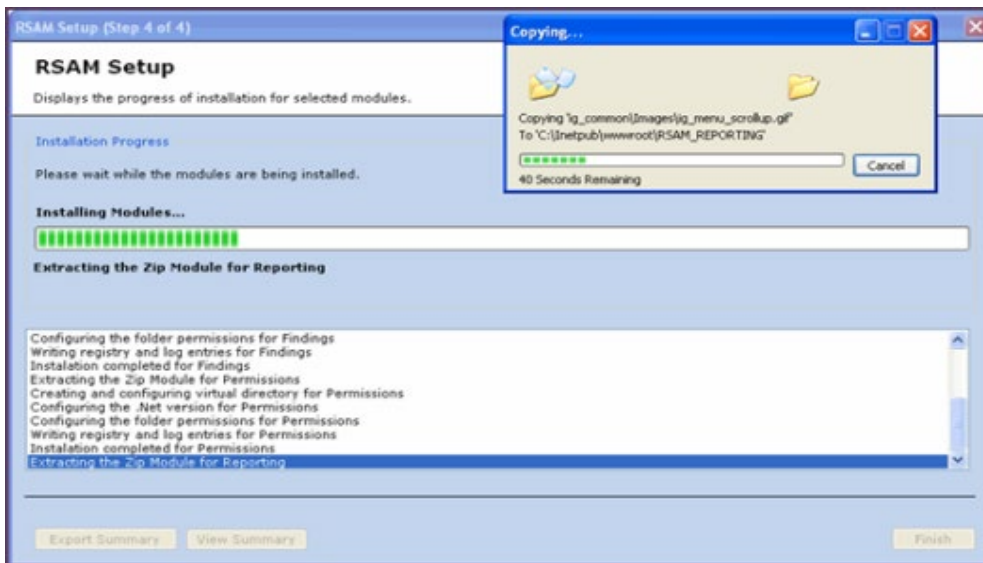 RSAM Setup (Step 4 of 4)
RSAM Setup
Displays the progress of installation for selected modules.
Copying...
Copying 'ig_common\Images\ig_menu_scrollup.gif'
To 'C:\Inetpub\wwwroot\RSAM_REPORTING'
Cancel
40 Seconds Remaining
Installation Progress
Please wait while the modules are being installed.
Installing Modules...
Extracting the Zip Module for Reporting
Configuring the folder permissions for Findings
Writing registry and log entries for Findings
Instalation completed for Findings
Extracting the Zip Module for Permissions
Creating and configuring virtual directory for Permissions
Configuring the .Net version for Permissions
Configuring the folder permissions for Permissions
Writing registry and log entries for Permissions
Instalation completed for Permissions
Extracting the Zip Module for Reporting
Export Summary
View Summary
Finish